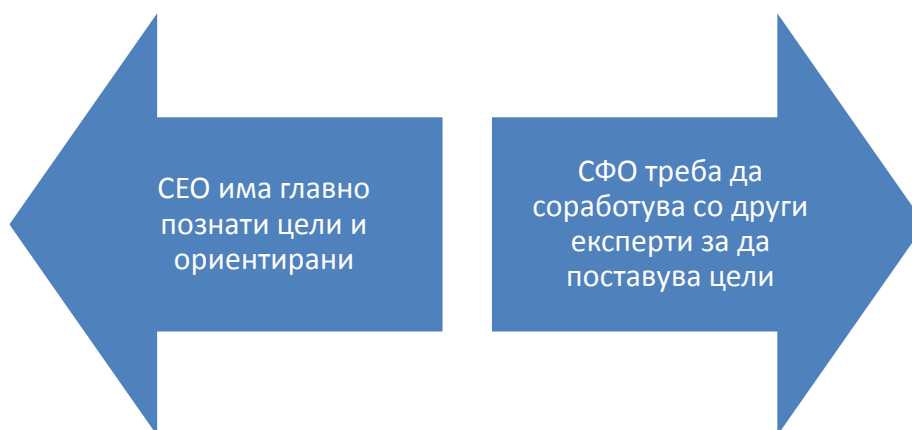 СЕО има главно
познати цели и
ориентирани
СФО треба да
соработува со други
експерти за да
поставува цели